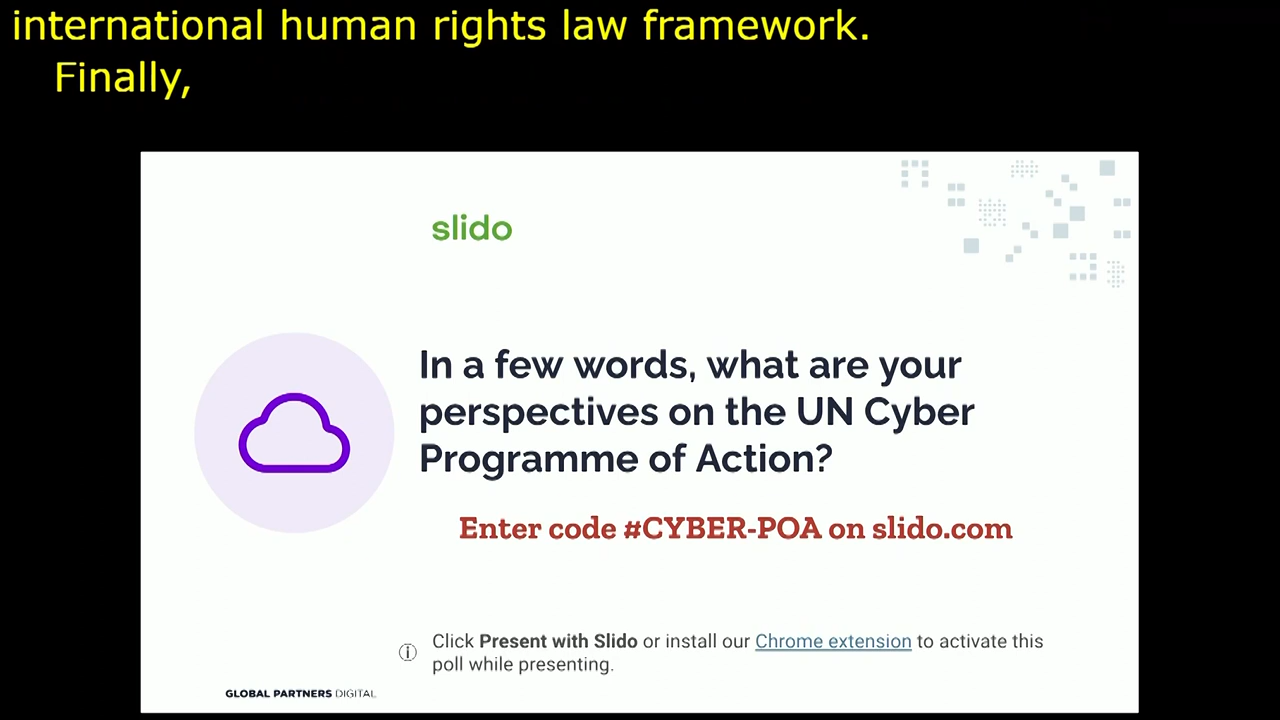 international human rights law framework.
Finally,
slido
In a few words, what are your
perspectives on the UN Cyber
Programme of Action?
Enter code #CYBER-POA on slido.com
Click Present with Slido or install our Chrome extension to activate this
poll while presenting.
GLOBAL PARTNERS DIGITAL